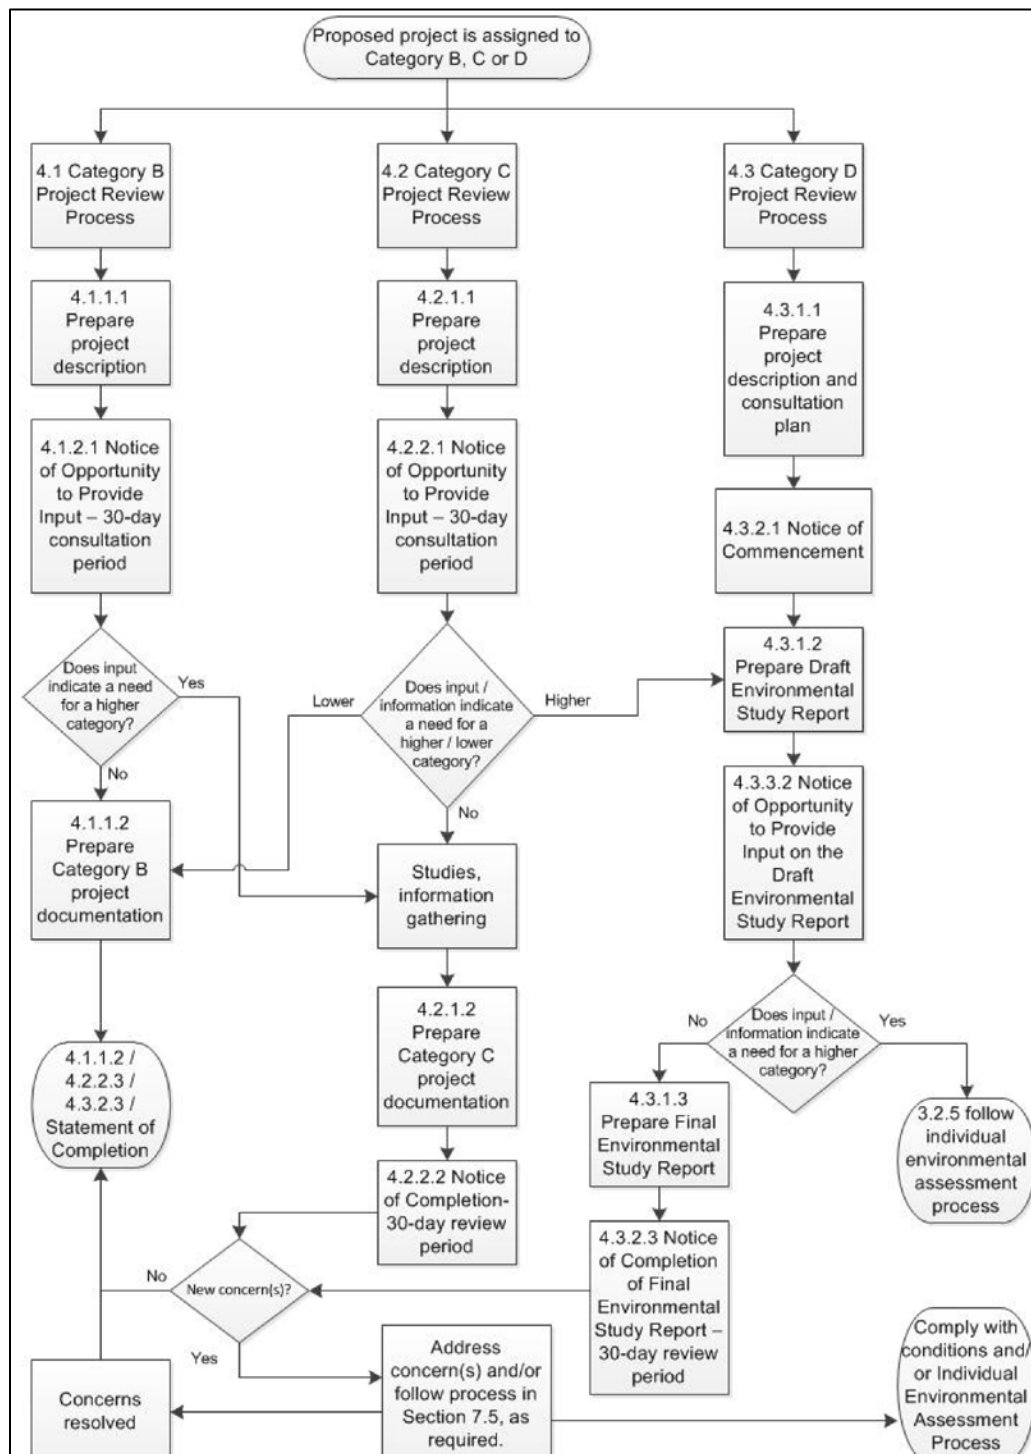 Proposed project is assigned to
Category B, C or D
4.1 Category B
Project Review
Process
4.2 Category C
Project Review
Process
4.3 Category D
Project Review
Process
4.1.1.1
Prepare
project
description
4.2.1.1
Prepare
project
description
4.3.1.1
Prepare
project
description and
consultation
plan
4.1.2.1 Notice
of Opportunity
to Provide
Input – 30-day
consultation
period
4.2.2.1 Notice
of Opportunity
to Provide
Input – 30-day
consultation
period
4.3.2.1 Notice of
Commencement
Does input
indicate a need
for a higher
category?
Yes
No
Does input /
information indicate
a need for a
higher / lower
category?
Lower
Higher
No
4.3.1.2
Prepare Draft
Environmental
Study Report
4.1.1.2
Prepare
Category B
project
documentation
Studies,
information
gathering
4.3.3.2 Notice
of Opportunity
to Provide
Input on the
Draft
Environmental
Study Report
4.2.1.2
Prepare
Category C
project
documentation
Does input /
information indicate
a need for a higher
category?
No
Yes
4.1.1.2 /
4.2.2.3 /
4.3.2.3 /
Statement of
Completion
4.3.1.3
Prepare Final
Environmental
Study Report
3.2.5 follow
individual
environmental
assessment
process
4.2.2.2 Notice
of Completion-
30-day review
period
4.3.2.3 Notice
of Completion
of Final
Environmental
Study Report –
30-day review
period
New concern(s)?
No
Yes
Concerns
resolved
Address
concern(s) and/or
follow process in
Section 7.5, as
required.
Comply with
conditions and/
or Individual
Environmental
Assessment
Process